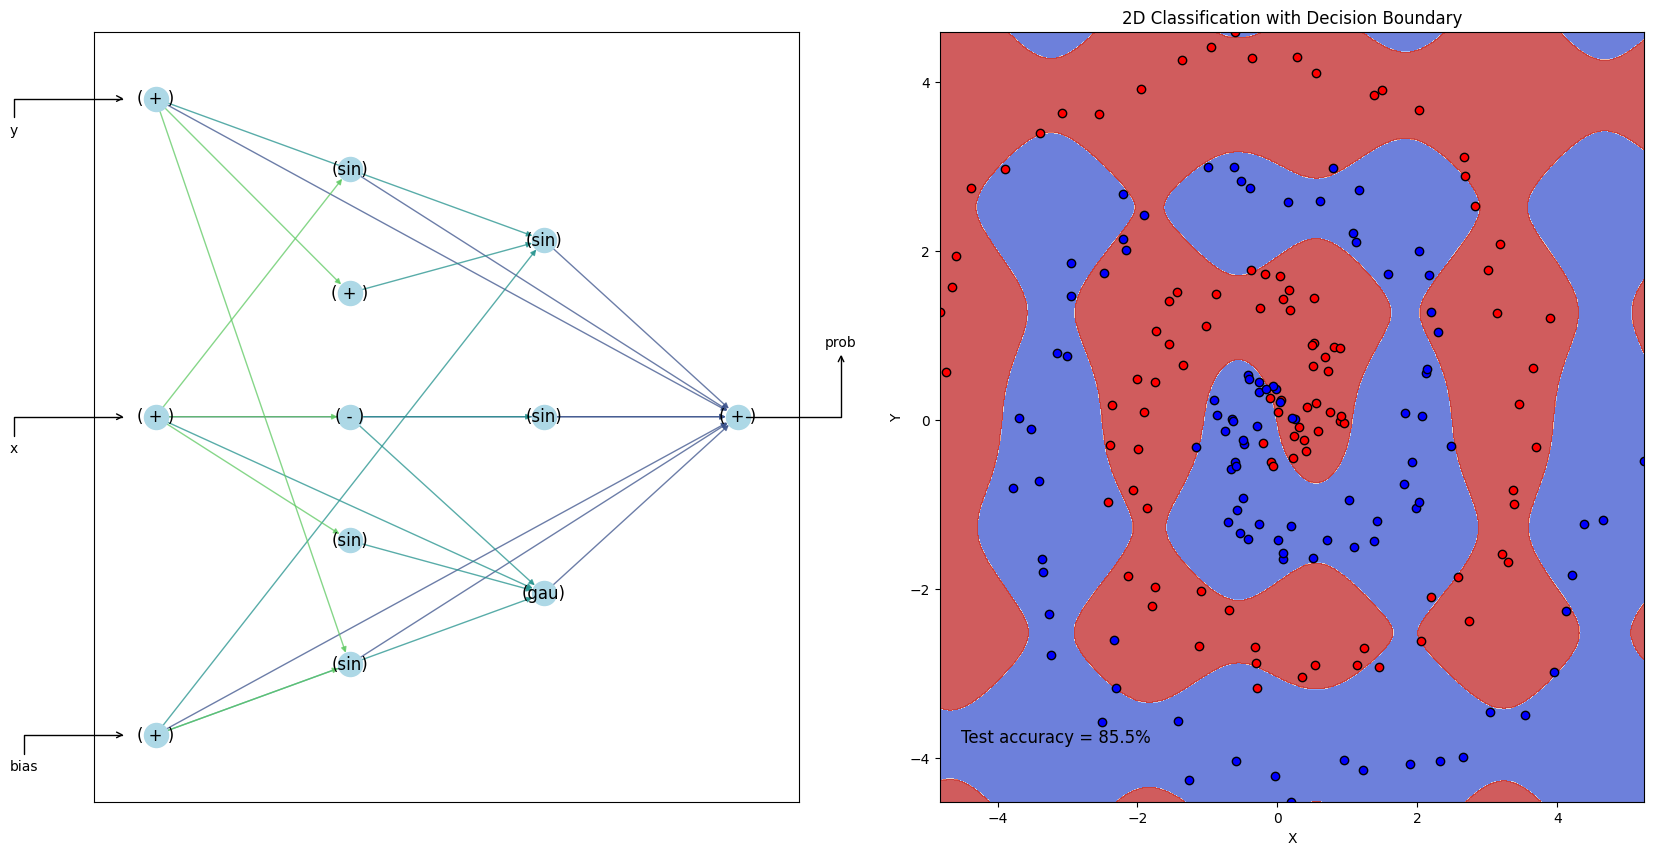 y
x
bias
( + )
( + )
( + )
(sin)
( + )
( - )
(sin)
(sin)
(sin)
(sin)
(gau)
( + )
prob
2D Classification with Decision Boundary
Y
4
2
0
−2
−4
Test accuracy = 85.5%
−4
−2
0
2
4
X